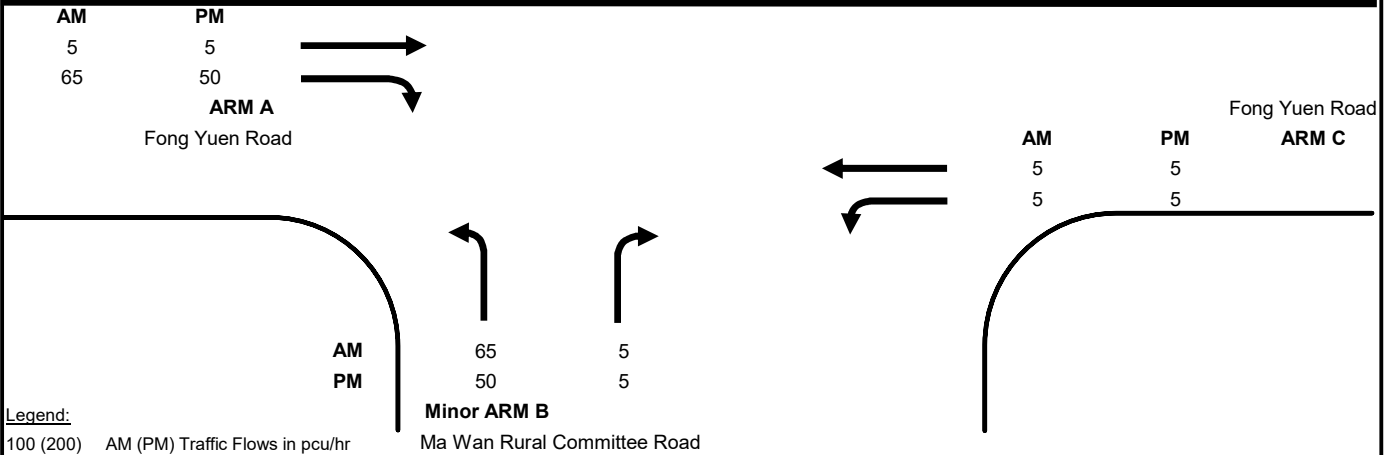 AM PM
5 5
65 50
ARM A
Fong Yuen Road
Fong Yuen Road
AM PM ARM C
5 5
5 5
AM 65 5
PM 50 5
Minor ARM B
Legend:
100 (200) AM (PM) Traffic Flows in pcu/hr
Ma Wan Rural Committee Road